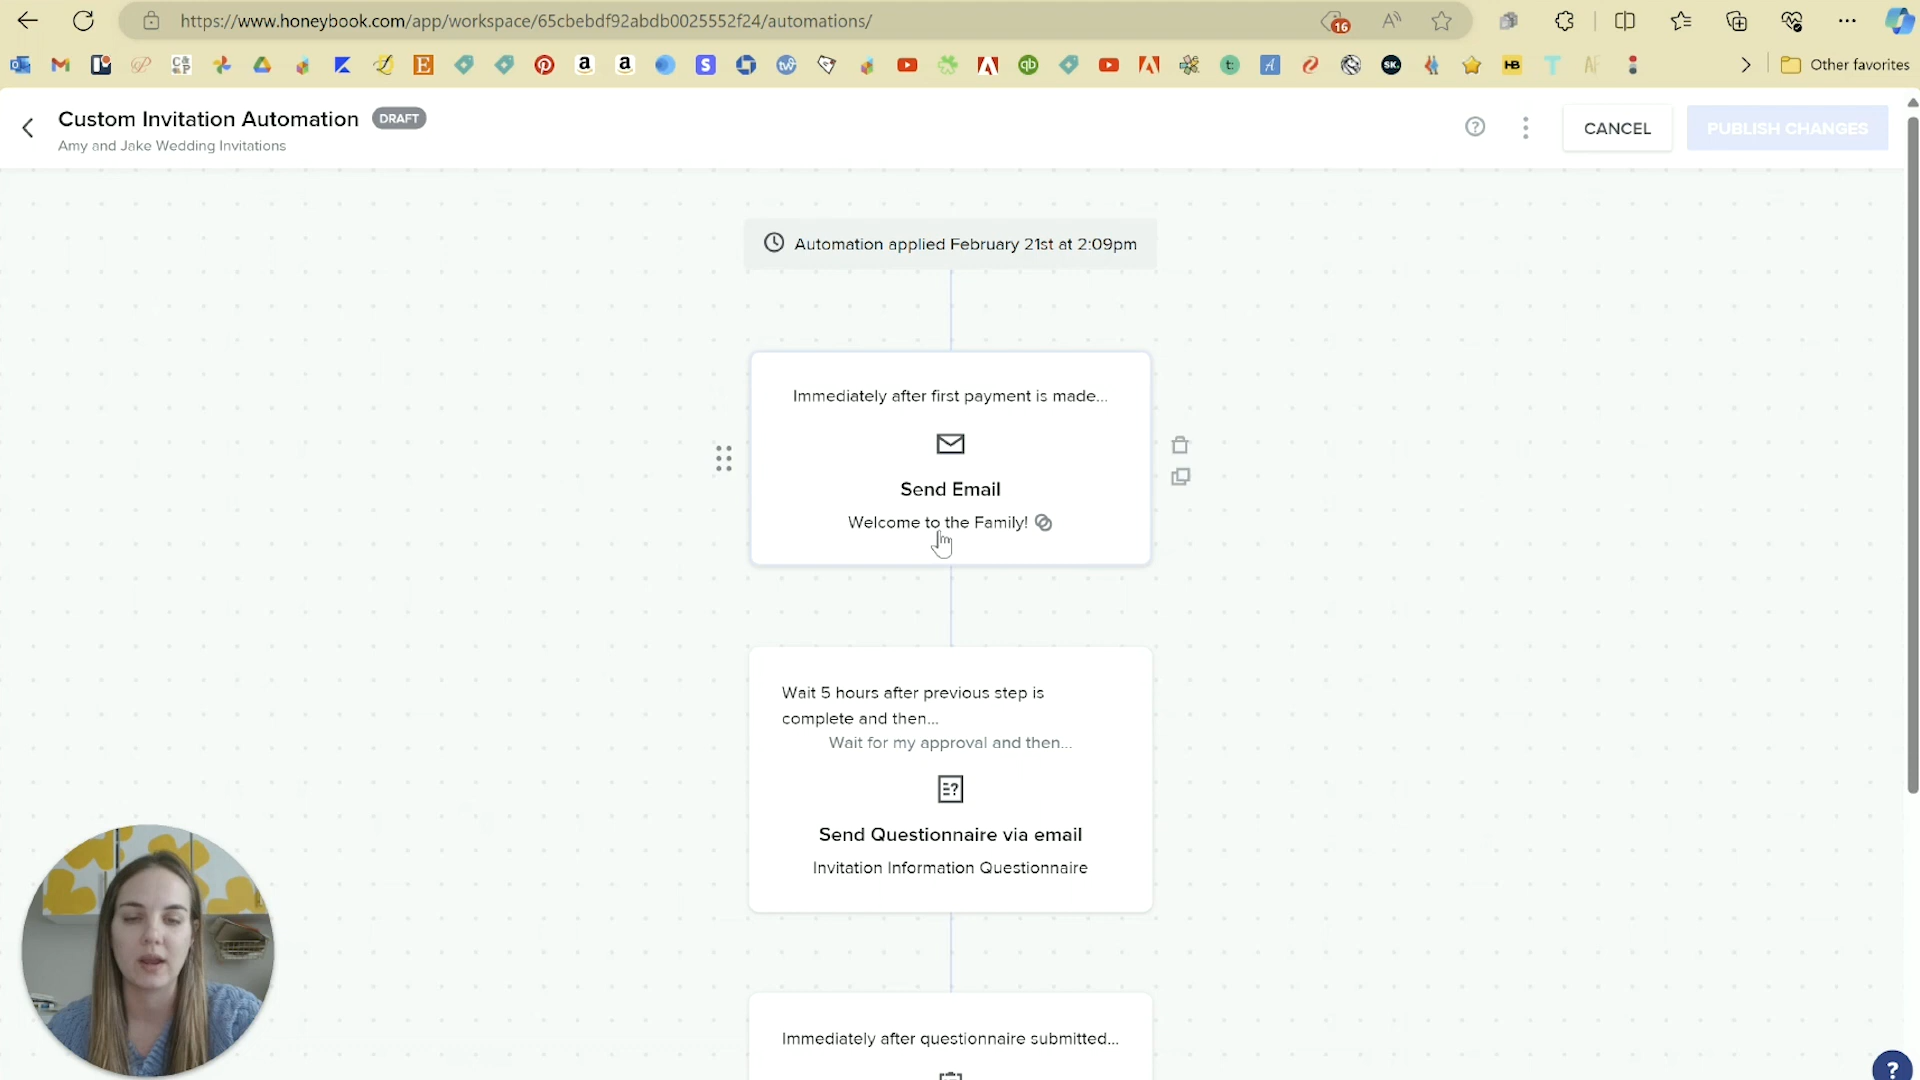 https://www.honeybook.com/app/workspace/65cbebdf92abdb0025552f24/automations/
16
Other favorites
Custom Invitation Automation
DRAFT
Amy and Jake Wedding Invitations
CANCEL
PUBLISH CHANGES
Automation applied February 21st at 2:09pm
Immediately after first payment is made...
Send Email
Welcome to the Family!
Wait 5 hours after previous step is
complete and then...
Wait for my approval and then...
Send Questionnaire via email
Invitation Information Questionnaire
Immediately after questionnaire submitted...